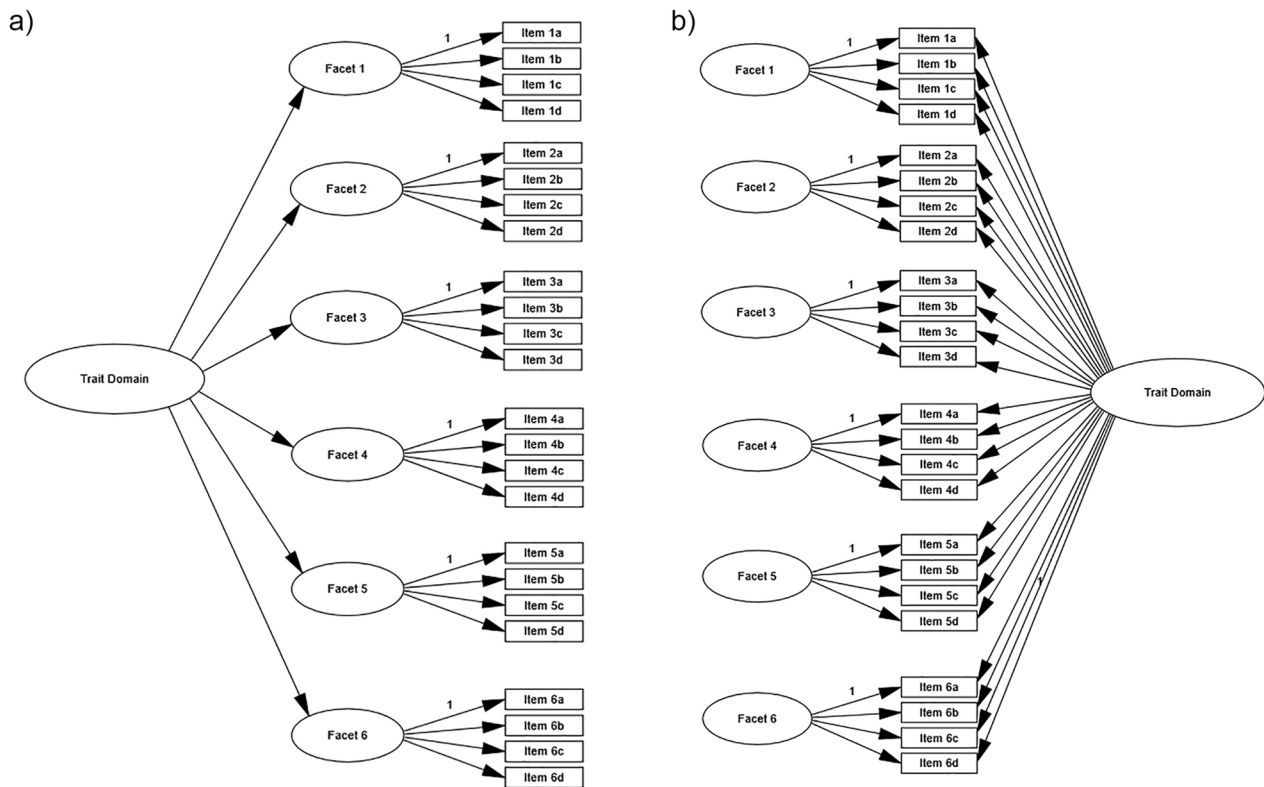 a)
1
Item 1a
Item 1b
Facet 1
Item 1c
Item 1d
1
Item 2a
Item 2b
Facet 2
Item 2c
Item 2d
1
Item 3a
Item 3b
Facet 3
Item 3c
Item 3d
Trait Domain
1
Item 4a
Item 4b
Facet 4
Item 4c
Item 4d
1
Item 5a
Item 5b
Facet 5
Item 5c
Item 5d
1
Item 6a
Item 6b
Facet 6
Item 6c
Item 6d
b)
1
Item 1a
Item 1b
Facet 1
Item 1c
Item 1d
1
Item 2a
Item 2b
Facet 2
Item 2c
Item 2d
1
Item 3a
Item 3b
Facet 3
Item 3c
Item 3d
Trait Domain
1
Item 4a
Item 4b
Facet 4
Item 4c
Item 4d
1
Item 5a
Item 5b
Facet 5
1
Item 5c
Item 5d
1
Item 6a
Item 6b
Facet 6
Item 6c
Item 6d